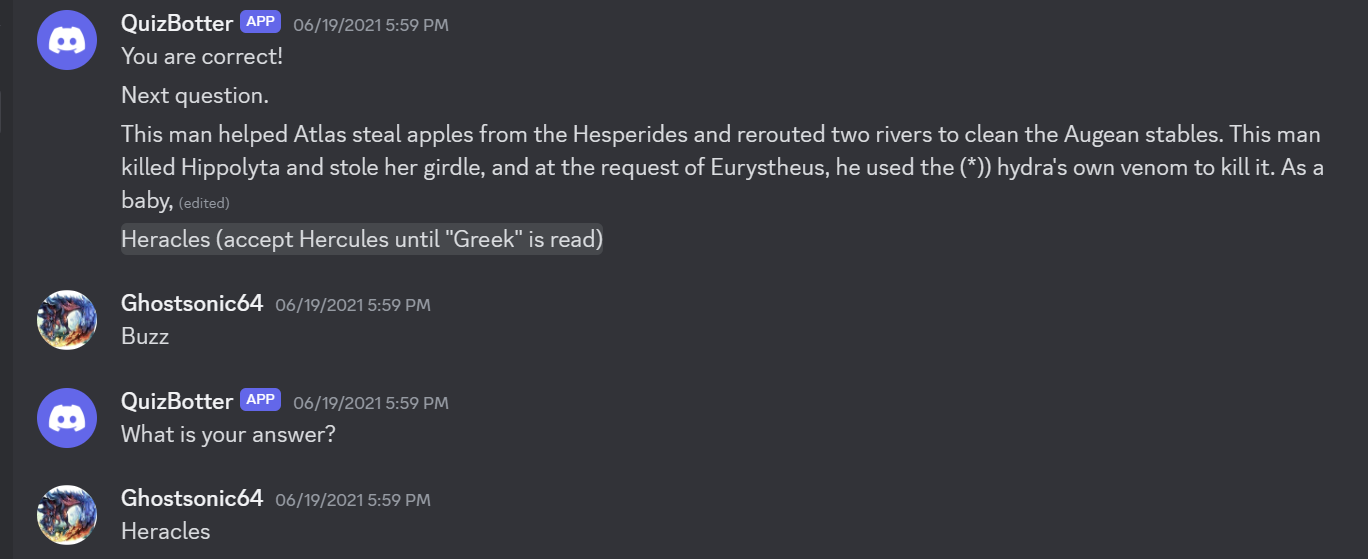 QuizBotter APP 06/19/2021 5:59 PM
You are correct!
Next question.
This man helped Atlas steal apples from the Hesperides and rerouted two rivers to clean the Augean stables. This man
killed Hippolyta and stole her girdle, and at the request of Eurystheus, he used the (*)) hydra's own venom to kill it. As a
baby, (edited)
Heracles (accept Hercules until "Greek" is read)
Ghostsonic64 06/19/2021 5:59 PM
Buzz
QuizBotter APP 06/19/2021 5:59 PM
What is your answer?
Ghostsonic64 06/19/2021 5:59 PM
Heracles